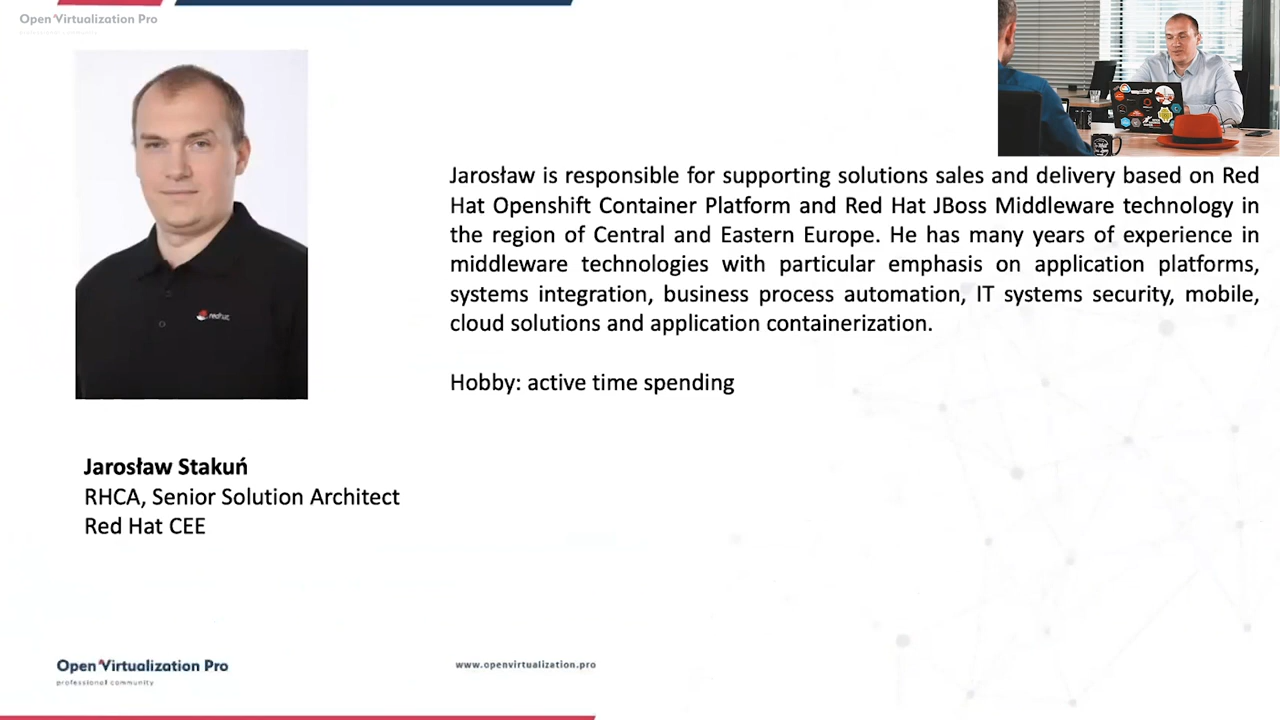 Open Virtualization Pro
professional community
Jarosław is responsible for supporting solutions sales and delivery based on Red
Hat Openshift Container Platform and Red Hat JBoss Middleware technology in
the region of Central and Eastern Europe. He has many years of experience in
middleware technologies with particular emphasis on application platforms,
systems integration, business process automation, IT systems security, mobile,
cloud solutions and application containerization.
Hobby: active time spending
redhat
Jarosław Stakuń
RHCA, Senior Solution Architect
Red Hat CEE
Open Virtualization Pro
professional community
www.openvirtualization.pro